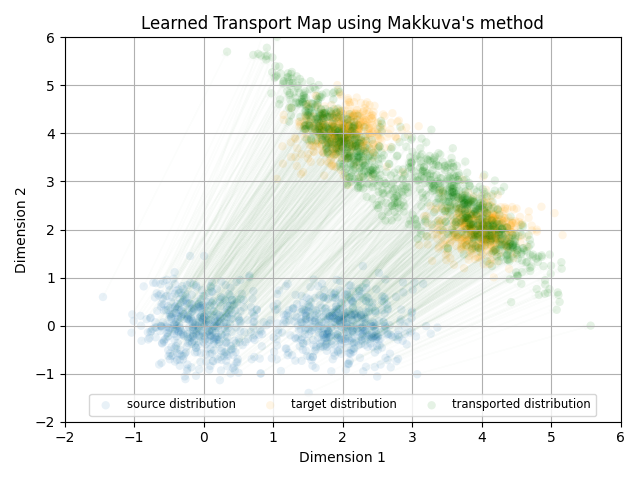 Learned Transport Map using Makkuva's method
6
5
4
3
2
1
0
−1
−2
Dimension 2
source distribution target distribution transported distribution
−2 −1 0 1 2 3 4 5 6
Dimension 1